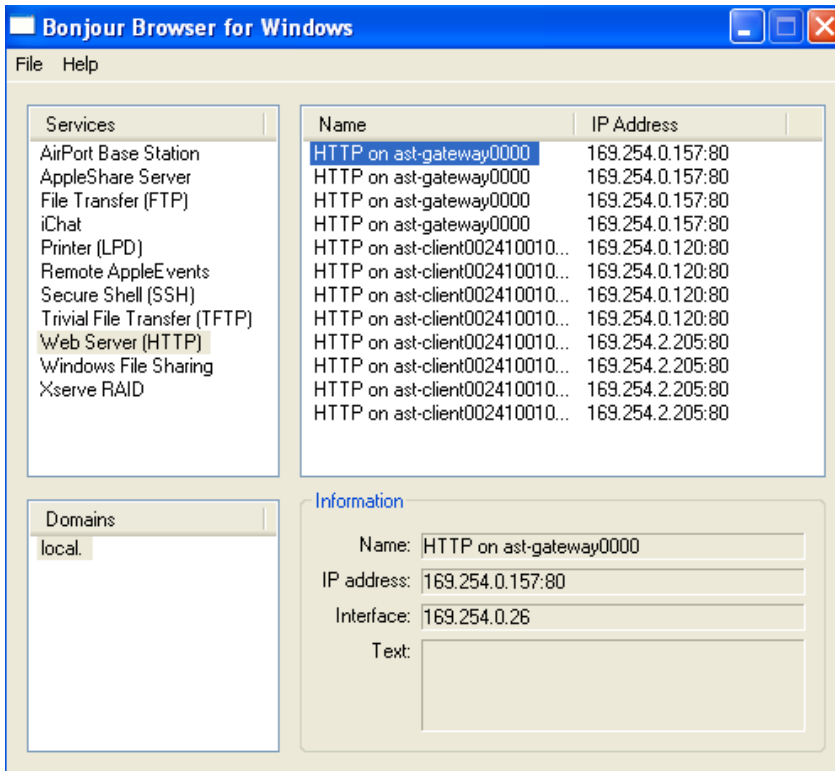 Bonjour Browser for Windows
File Help
Services
AirPort Base Station
AppleShare Server
File Transfer (FTP)
iChat
Printer (LPD)
Remote AppleEvents
Secure Shell (SSH)
Trivial File Transfer (TFTP)
Web Server (HTTP)
Windows File Sharing
Xserve RAID
Name IP Address
HTTP on ast-gateway0000 169.254.0.157:80
HTTP on ast-gateway0000 169.254.0.157:80
HTTP on ast-gateway0000 169.254.0.157:80
HTTP on ast-gateway0000 169.254.0.157:80
HTTP on ast-client002410010... 169.254.0.120:80
HTTP on ast-client002410010... 169.254.0.120:80
HTTP on ast-client002410010... 169.254.0.120:80
HTTP on ast-client002410010... 169.254.0.120:80
HTTP on ast-client002410010... 169.254.2.205:80
HTTP on ast-client002410010... 169.254.2.205:80
HTTP on ast-client002410010... 169.254.2.205:80
HTTP on ast-client002410010... 169.254.2.205:80
Domains
local.
Information
Name: HTTP on ast-gateway0000
IP address: 169.254.0.157:80
Interface: 169.254.0.26
Text: